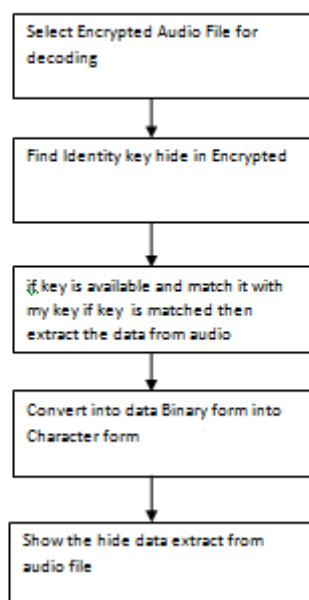 Select Encrypted Audio File for
decoding
Find Identity key hide in Encrypted
if key is available and match it with
my key if key is matched then
extract the data from audio
Convert into data Binary form into
Character form
Show the hide data extract from
audio file